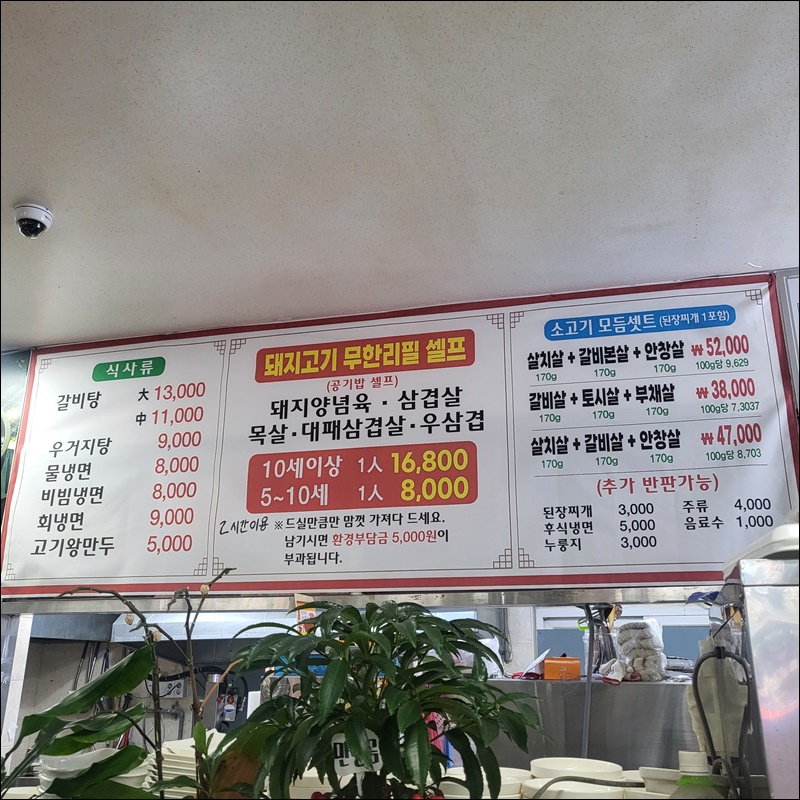 식사류
갈비탕 大 13,000
中 11,000
우거지탕 9,000
물냉면 8,000
비빔냉면 8,000
회냉면 9,000
고기왕만두 5,000
돼지고기 무한리필 셀프
(공기밥 셀프)
돼지양념육 · 삼겹살
목살 · 대패삼겹살 · 우삼겹
10세이상 1人 16,800
5~10세 1人 8,000
2시간이용 ※ 드실만큼만 맘껏 가져다 드세요.
남기시면 환경부담금 5,000원이
부과됩니다.
소고기 모듬셋트 (된장찌개 1포함)
살치살 + 갈비본살 + 안창살 ₩ 52,000
170g 170g 170g 100g당 9,629
갈비살 + 토시살 + 부채살 ₩ 38,000
170g 170g 170g 100g당 7,3037
살치살 + 갈비살 + 안창살 ₩ 47,000
170g 170g 170g 100g당 8,703
(추가 반판가능)
된장찌개 3,000 주류 4,000
후식냉면 5,000 음료수 1,000
누룽지 3,000